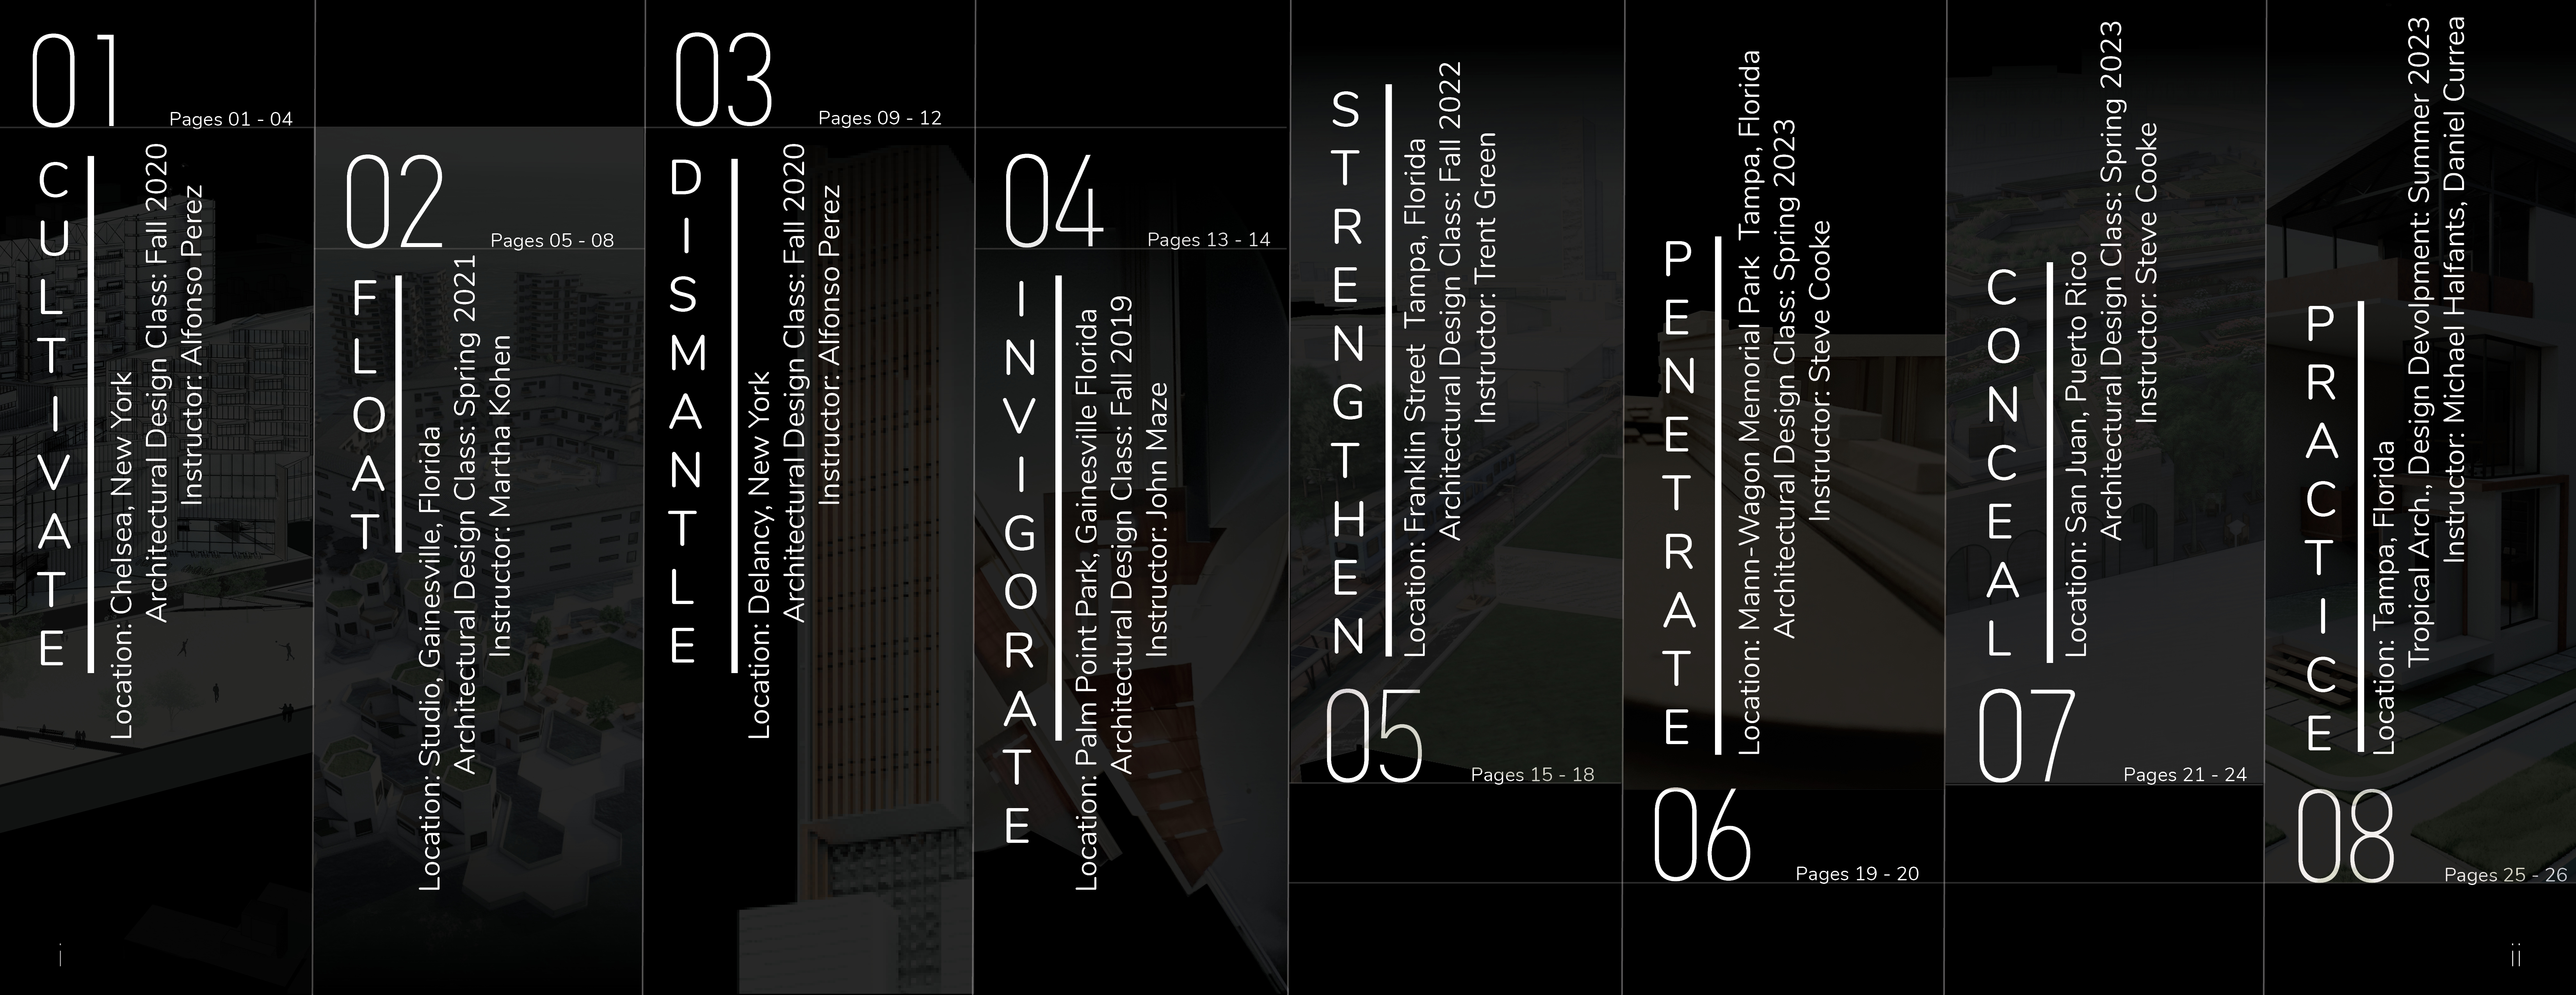 01
Pages 01 - 04
CULTIVATE
Location: Chelsea, New York
Architectural Design Class: Fall 2020
Instructor: Alfonso Perez
02
Pages 05 - 08
FLOAT
Location: Studio, Gainesville, Florida
Architectural Design Class: Spring 2021
Instructor: Martha Kohen
03
Pages 09 - 12
DISMANTLE
Location: Delancy, New York
Architectural Design Class: Fall 2020
Instructor: Alfonso Perez
04
Pages 13 - 14
INVIGORATE
Location: Palm Point Park, Gainesville Florida
Architectural Design Class: Fall 2019
Instructor: John Maze
STRENGTHEN
Location: Franklin Street Tampa, Florida
Architectural Design Class: Fall 2022
Instructor: Trent Green
05
Pages 15 - 18
PENETRATE
Location: Mann-Wagon Memorial Park Tampa, Florida
Architectural Design Class: Spring 2023
Instructor: Steve Cooke
06
Pages 19 - 20
CONCEAL
Location: San Juan, Puerto Rico
Architectural Design Class: Spring 2023
Instructor: Steve Cooke
07
Pages 21 - 24
PRACTICE
Location: Tampa, Florida
Tropical Arch., Design Devolpment: Summer 2023
Instructor: Michael Halfants, Daniel Currea
08
Pages 25 - 26
i
ii